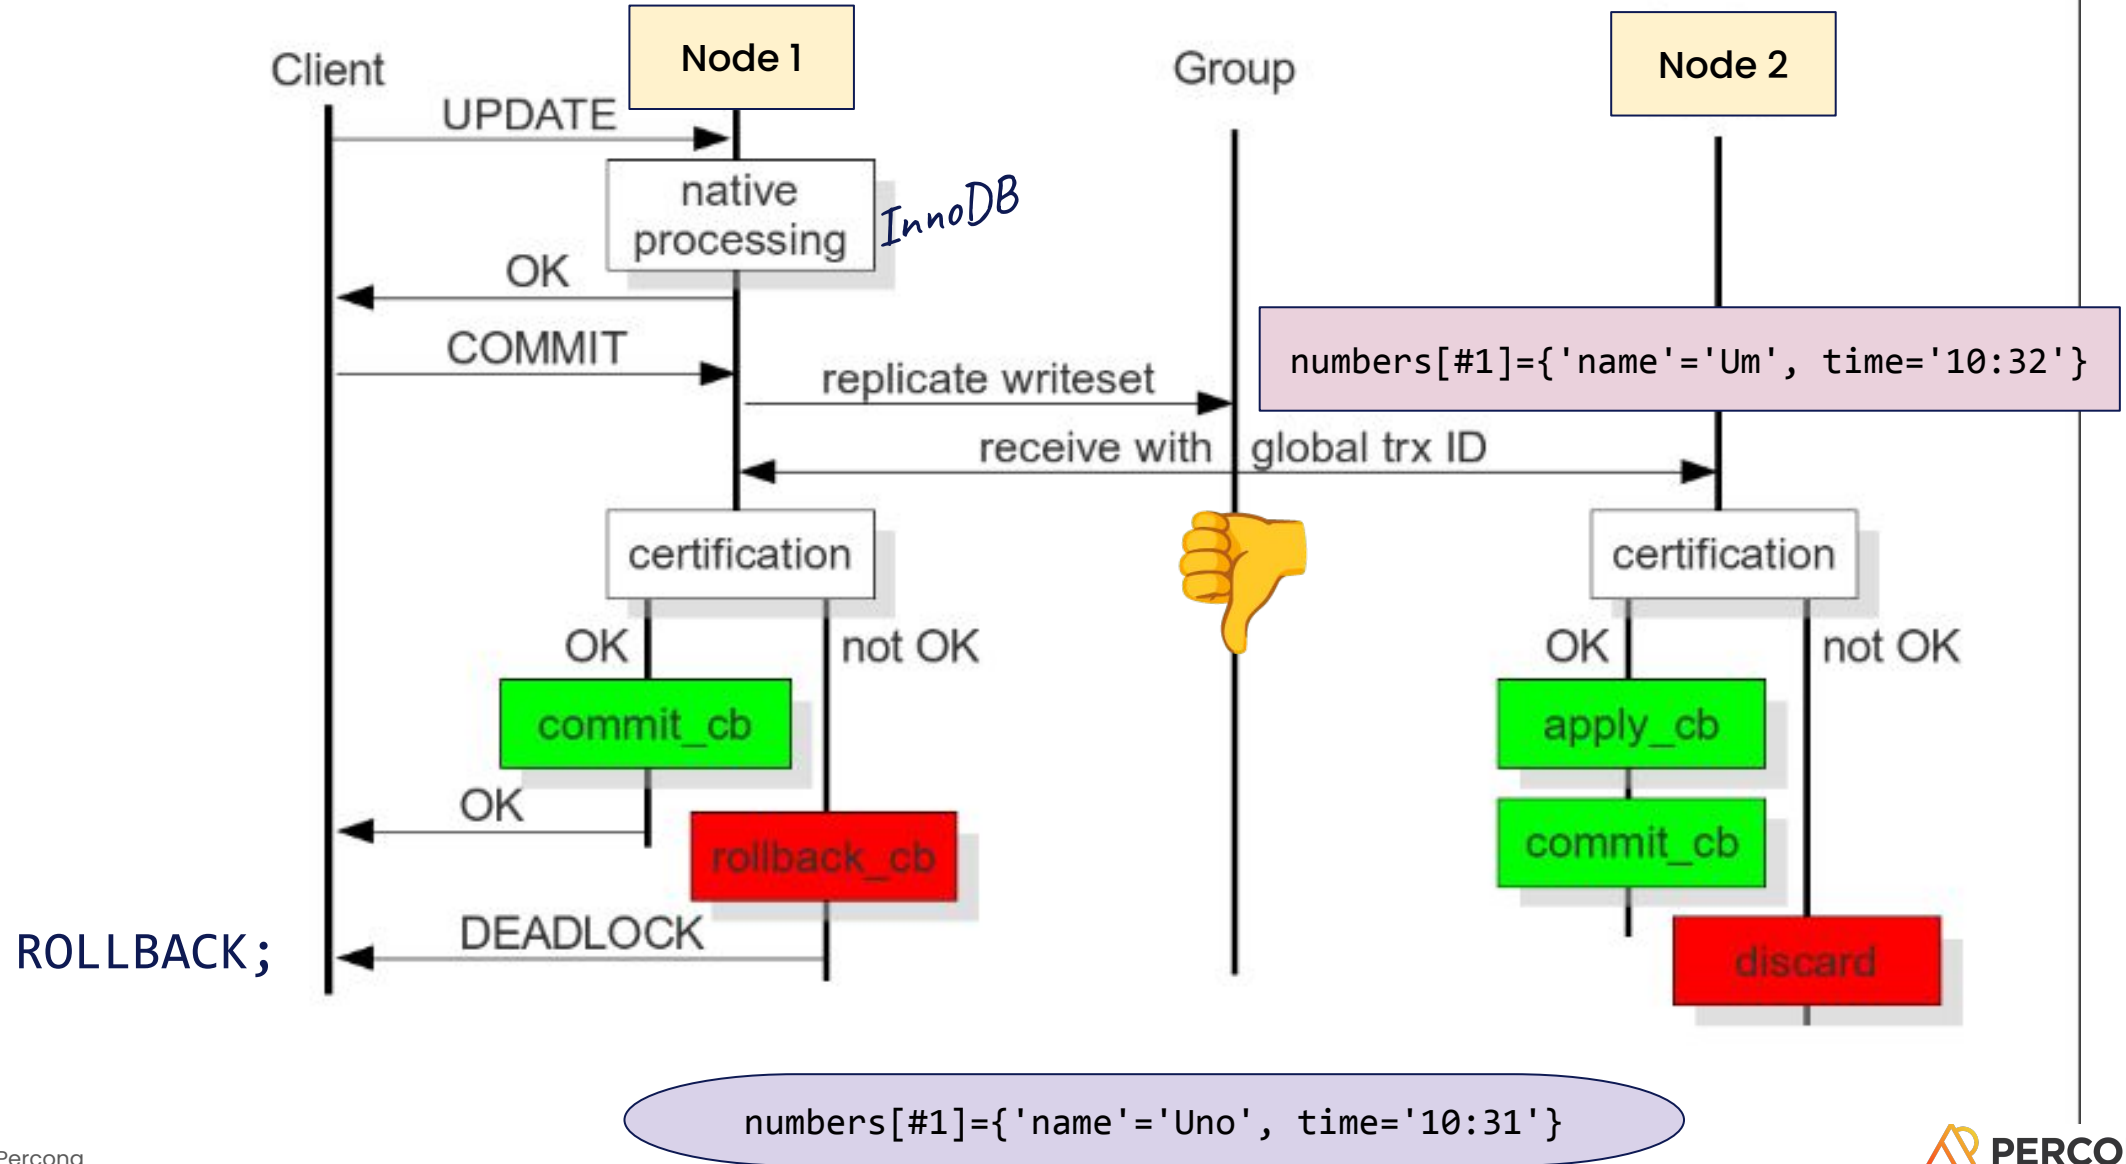 Client
Node 1
Group
Node 2
UPDATE
native
processing
InnoDB
OK
COMMIT
numbers[#1]={'name'='Um', time='10:32'}
replicate writeset
receive with global trx ID
certification
certification
OK
not OK
OK
not OK
commit_cb
apply_cb
OK
rollback_cb
commit_cb
ROLLBACK;
DEADLOCK
discard
numbers[#1]={'name'='Uno', time='10:31'}
Percona
PERCO